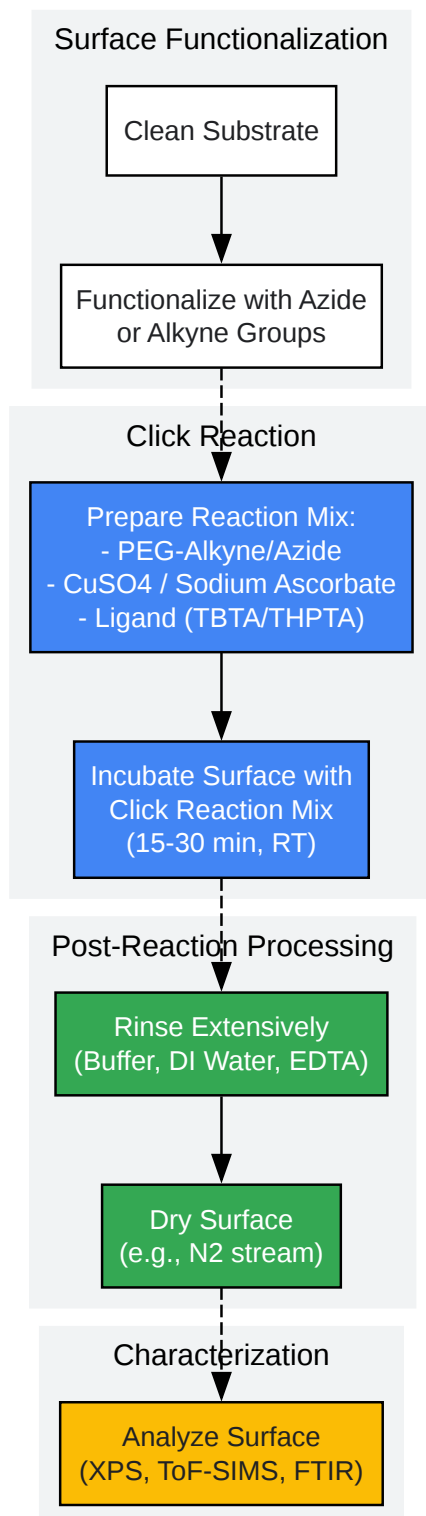 Surface Functionalization
Clean Substrate
Functionalize with Azide
or Alkyne Groups
Click Reaction
Prepare Reaction Mix:
- PEG-Alkyne/Azide
- CuSO4 / Sodium Ascorbate
- Ligand (TBTA/THPTA)
Incubate Surface with
Click Reaction Mix
(15-30 min, RT)
Post-Reaction Processing
Rinse Extensively
(Buffer, DI Water, EDTA)
Dry Surface
(e.g., N2 stream)
Characterization
Analyze Surface
(XPS, ToF-SIMS, FTIR)